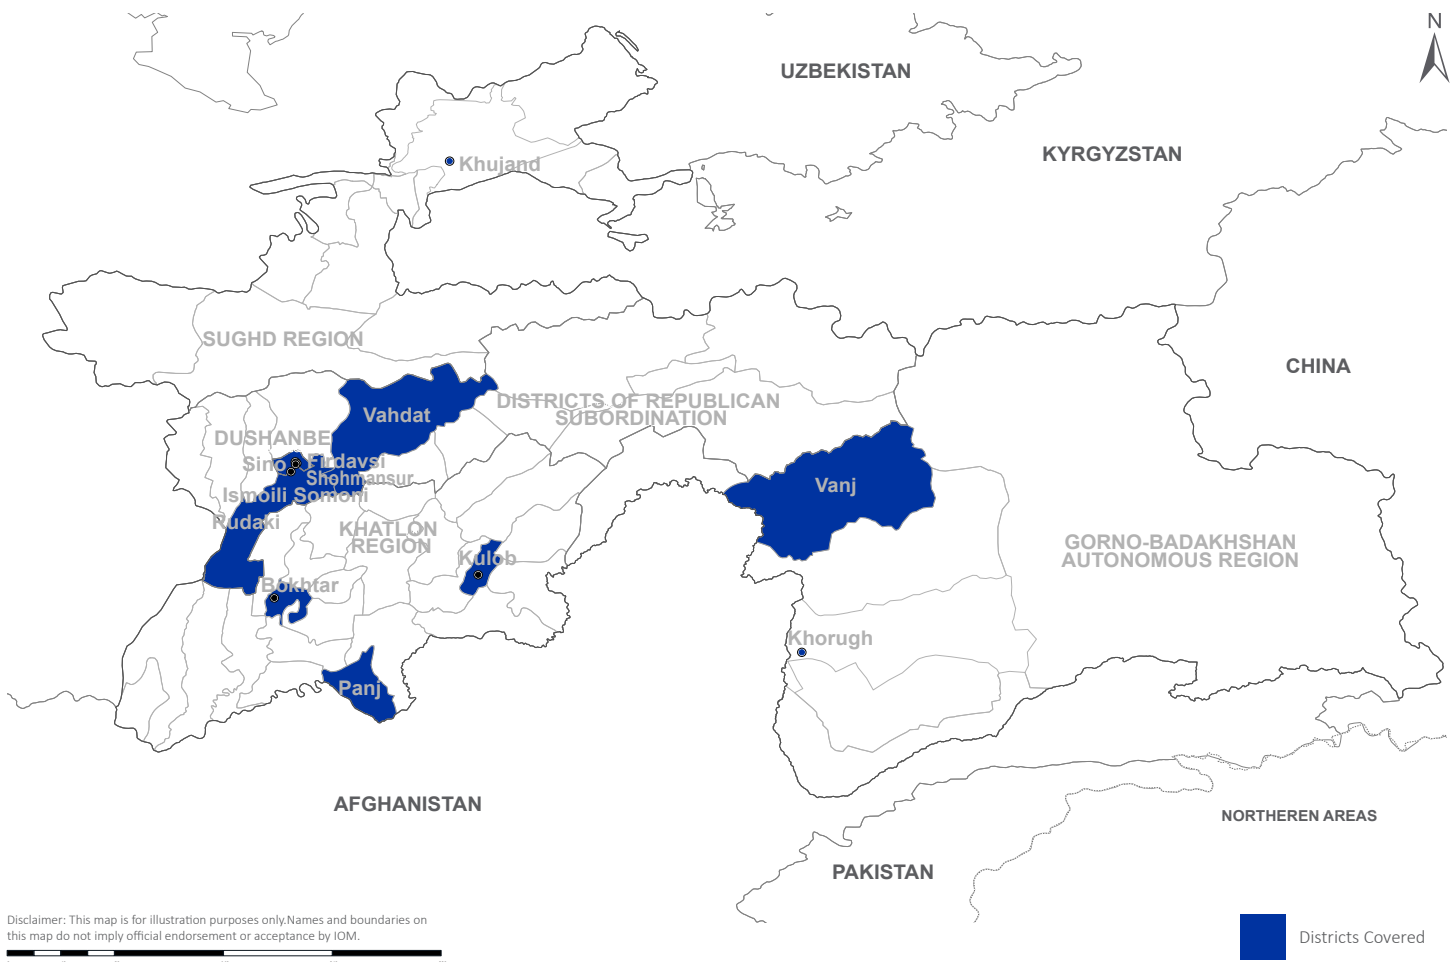 N
UZBEKISTAN
KYRGYZSTAN
Khujand
SUGHD REGION
CHINA
DISTRICTS OF REPUBLICAN
SUBORDINATION
Vahdat
DUSHANBE
Sino
Firdavsi
Shohmansur
Ismoili Somoni
Rudaki
Vanj
KHATLON
REGION
GORNO-BADAKHSHAN
AUTONOMOUS REGION
Kulob
Bokhtar
Khorugh
Panj
AFGHANISTAN
NORTHEREN AREAS
PAKISTAN
Disclaimer: This map is for illustration purposes only.Names and boundaries on
this map do not imply official endorsement or acceptance by IOM.
Districts Covered